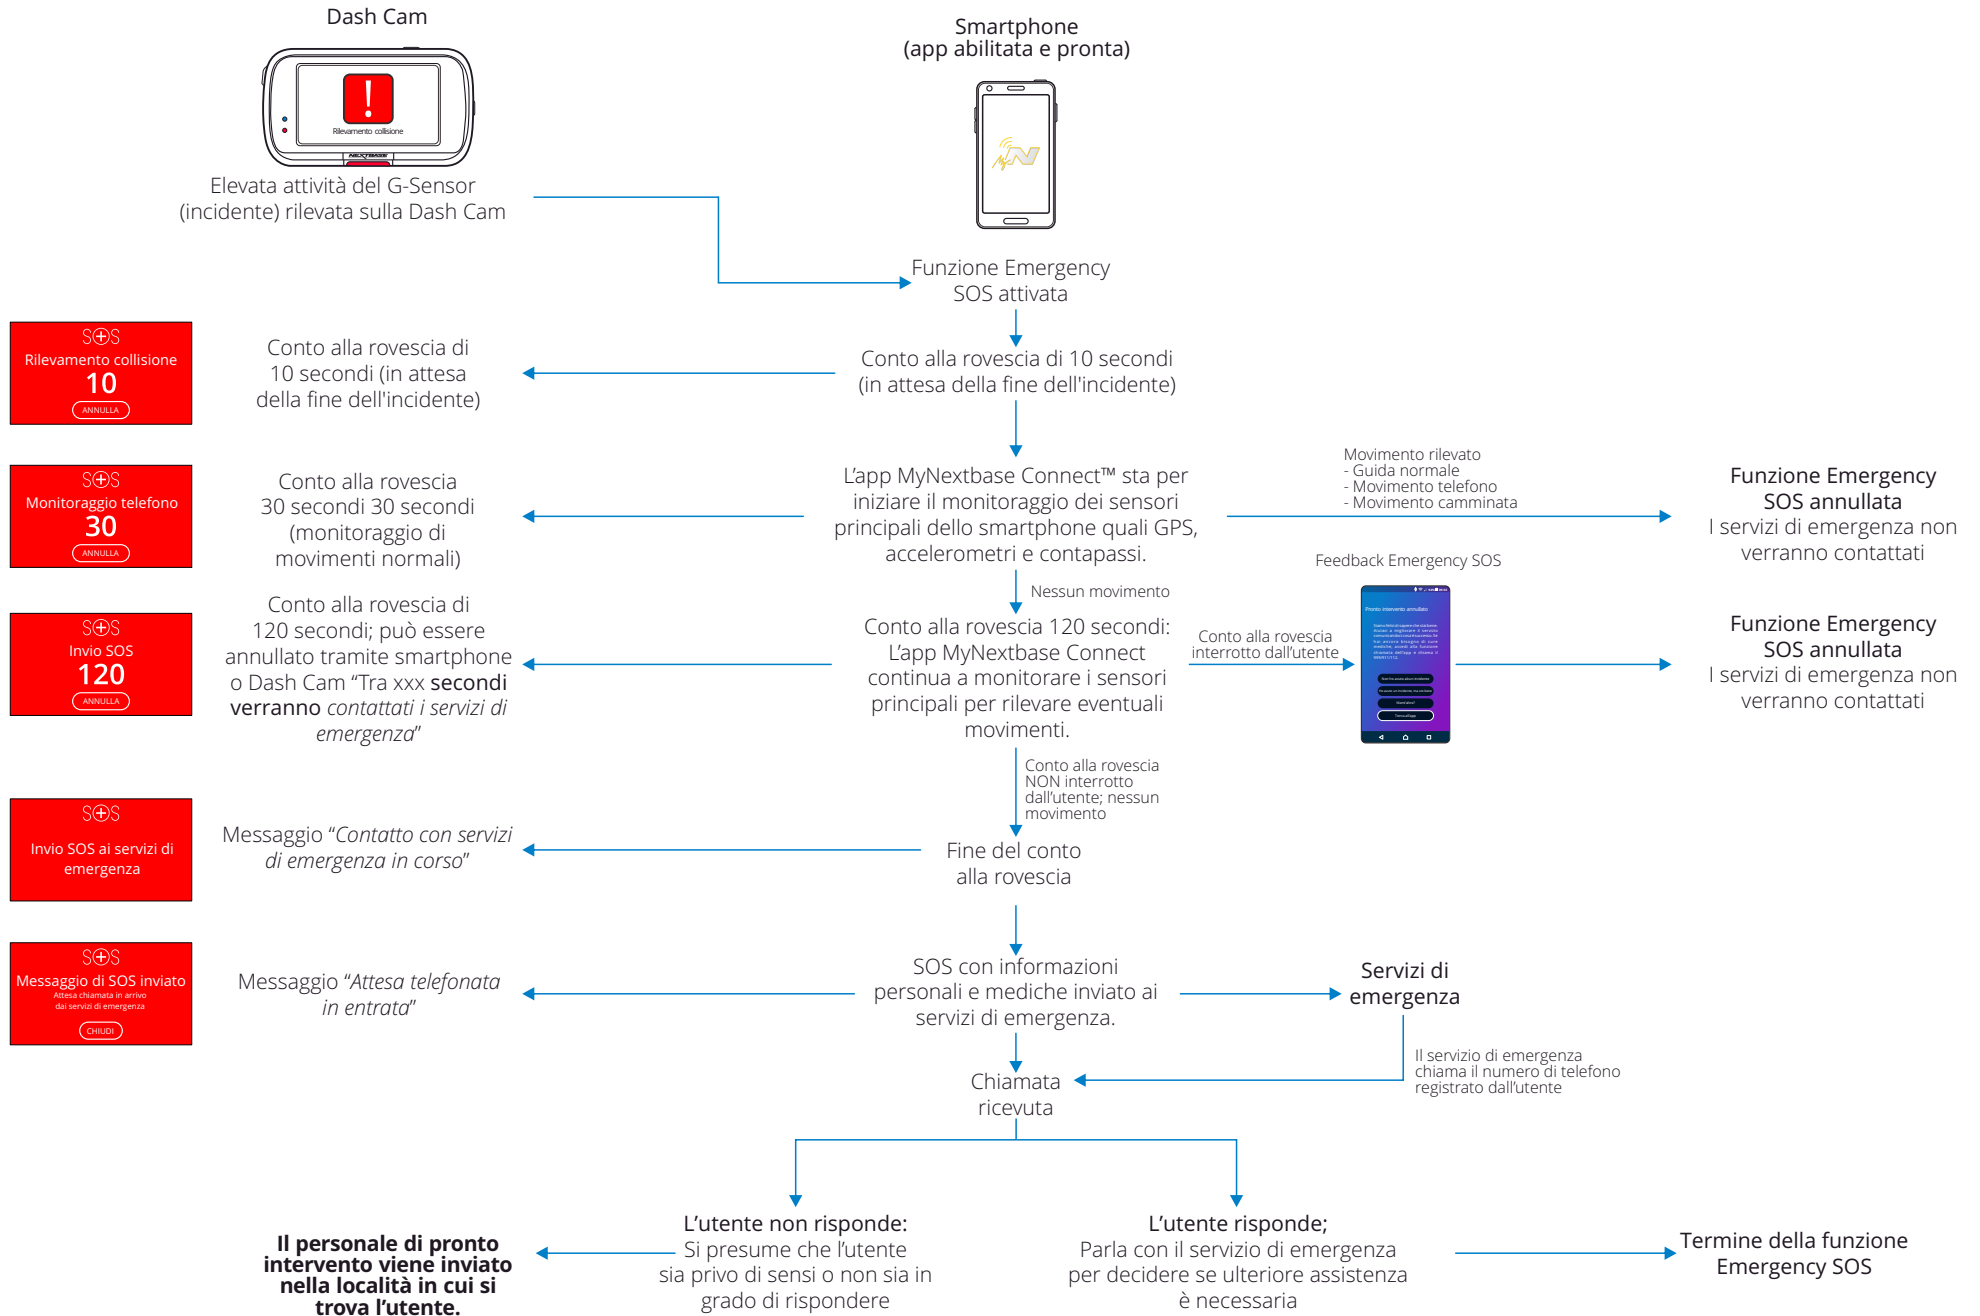 Dash Cam
Smartphone
(app abilitata e pronta)
!
Rilevamento collisione
NEXTBASE
My N
Elevata attività del G-Sensor
(incidente) rilevata sulla Dash Cam
Funzione Emergency
SOS attivata
SOS
Rilevamento collisione
10
ANNULLA
Conto alla rovescia di
10 secondi (in attesa
della fine dell'incidente)
Conto alla rovescia di 10 secondi
(in attesa della fine dell'incidente)
SOS
Monitoraggio telefono
30
ANNULLA
Conto alla rovescia
30 secondi 30 secondi
(monitoraggio di
movimenti normali)
L'app MyNextbase Connect™ sta per
iniziare il monitoraggio dei sensori
principali dello smartphone quali GPS,
accelerometri e contapassi.
Movimento rilevato
- Guida normale
- Movimento telefono
- Movimento camminata
Funzione Emergency
SOS annullata
I servizi di emergenza non
verranno contattati
Nessun movimento
Feedback Emergency SOS
SOS
Invio SOS
120
ANNULLA
Conto alla rovescia di
120 secondi; può essere
annullato tramite smartphone
o Dash Cam “Tra xxx secondi
verranno contattati i servizi di
emergenza”
Conto alla rovescia 120 secondi:
L'app MyNextbase Connect
continua a monitorare i sensori
principali per rilevare eventuali
movimenti.
Conto alla rovescia
interrotto dall’utente
Pronto intervento annullato
Torna all'app
Funzione Emergency
SOS annullata
I servizi di emergenza non
verranno contattati
Conto alla rovescia
NON interrotto
dall’utente; nessun
movimento
SOS
Invio SOS ai servizi di
emergenza
Messaggio “Contatto con servizi
di emergenza in corso”
Fine del conto
alla rovescia
SOS
Messaggio di SOS inviato
Attesa chiamata in arrivo
dai servizi di emergenza
CHIUDI
Messaggio “Attesa telefonata
in entrata”
SOS con informazioni
personali e mediche inviato ai
servizi di emergenza.
Servizi di
emergenza
Il servizio di emergenza
chiama il numero di telefono
registrato dall’utente
Chiamata
ricevuta
Il personale di pronto
intervento viene inviato
nella località in cui si
trova l’utente.
L’utente non risponde:
Si presume che l’utente
sia privo di sensi o non sia in
grado di rispondere
L’utente risponde;
Parla con il servizio di emergenza
per decidere se ulteriore assistenza
è necessaria
Termine della funzione
Emergency SOS